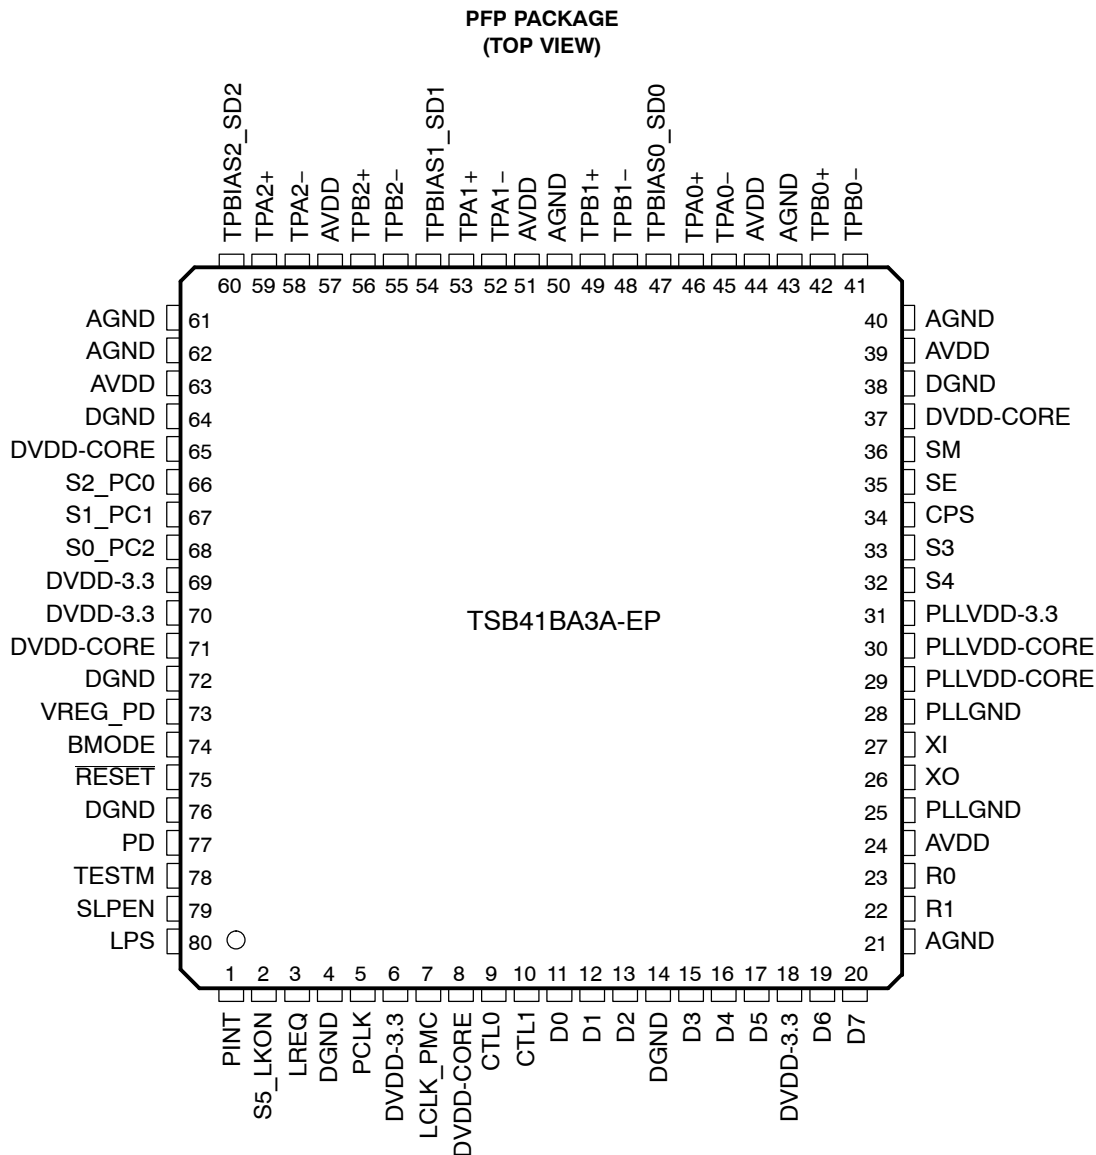 PFP PACKAGE
(TOP VIEW)
TPBIAS2_SD2
TPA2+
TPA2−
AVDD
TPB2+
TPB2−
TPBIAS1_SD1
TPA1+
TPA1−
AVDD
AGND
TPB1+
TPB1−
TPBIAS0_SD0
TPA0+
TPA0−
AVDD
AGND
TPB0+
TPB0−
60 59 58 57 56 55 54 53 52 51 50 49 48 47 46 45 44 43 42 41
AGND 61
AGND 62
AVDD 63
DGND 64
DVDD-CORE 65
S2_PC0 66
S1_PC1 67
S0_PC2 68
DVDD-3.3 69
DVDD-3.3 70
DVDD-CORE 71
DGND 72
VREG_PD 73
BMODE 74
RESET 75
DGND 76
PD 77
TESTM 78
SLPEN 79
LPS 80
TSB41BA3A-EP
40 AGND
39 AVDD
38 DGND
37 DVDD-CORE
36 SM
35 SE
34 CPS
33 S3
32 S4
31 PLLVDD-3.3
30 PLLVDD-CORE
29 PLLVDD-CORE
28 PLLGND
27 XI
26 XO
25 PLLGND
24 AVDD
23 R0
22 R1
21 AGND
1 2 3 4 5 6 7 8 9 10 11 12 13 14 15 16 17 18 19 20
PINT
S5_LKON
LREQ
DGND
PCLK
DVDD-3.3
LCLK_PMC
DVDD-CORE
CTL0
CTL1
D0
D1
D2
DGND
D3
D4
D5
DVDD-3.3
D6
D7